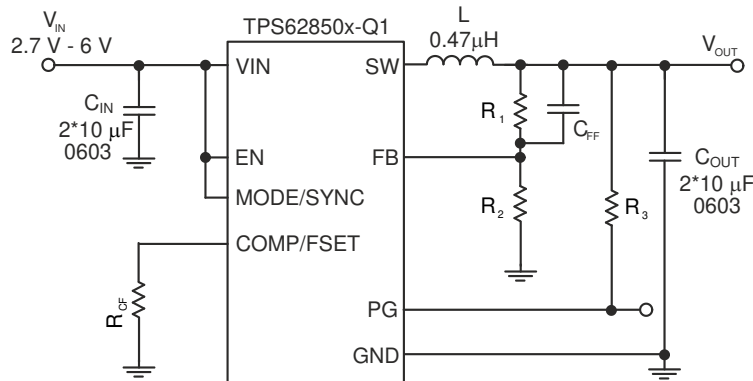 TPS62850x-Q1
V_IN
2.7 V - 6 V
L
0.47μH
V_OUT
VIN
SW
C_IN
2*10 μF
0603
R_1
C_FF
EN
FB
C_OUT
2*10 μF
0603
MODE/SYNC
R_2
R_3
COMP/FSET
R_CF
PG
GND